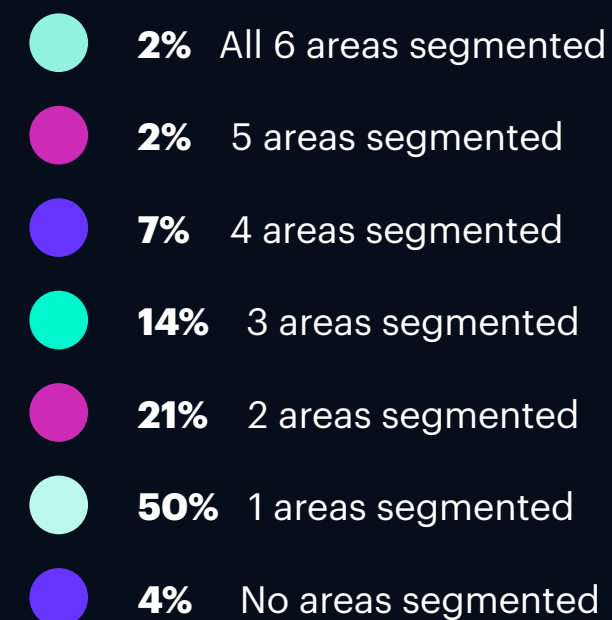 2% All 6 areas segmented
2% 5 areas segmented
7% 4 areas segmented
14% 3 areas segmented
21% 2 areas segmented
50% 1 areas segmented
4% No areas segmented